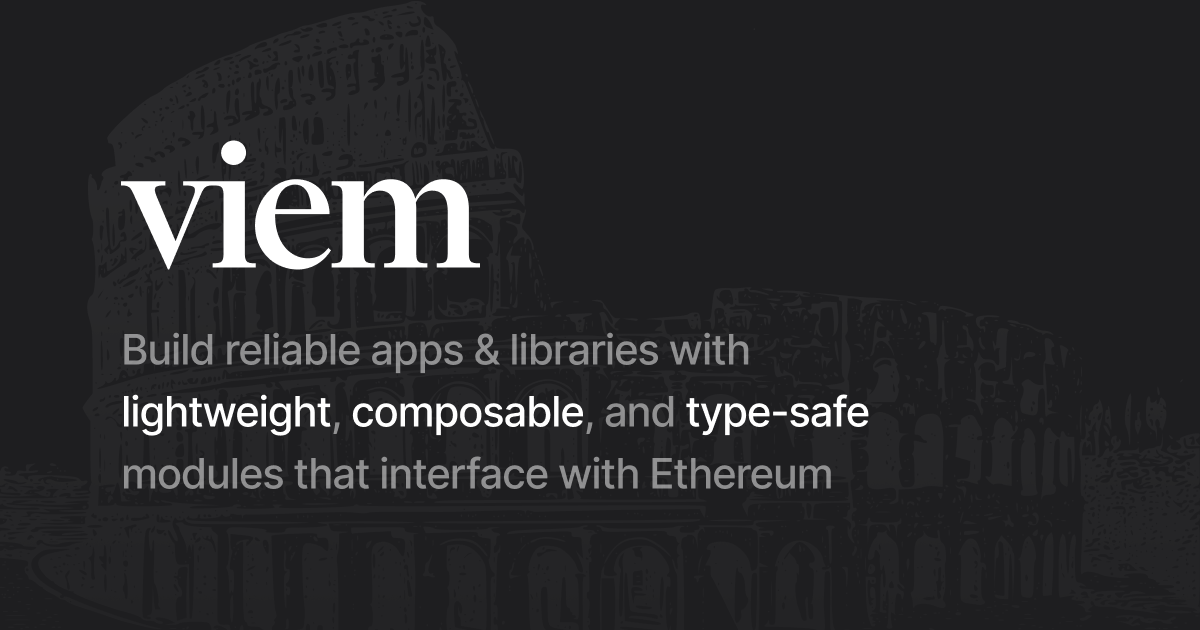 viem
Build reliable apps & libraries with
lightweight, composable, and type-safe
modules that interface with Ethereum